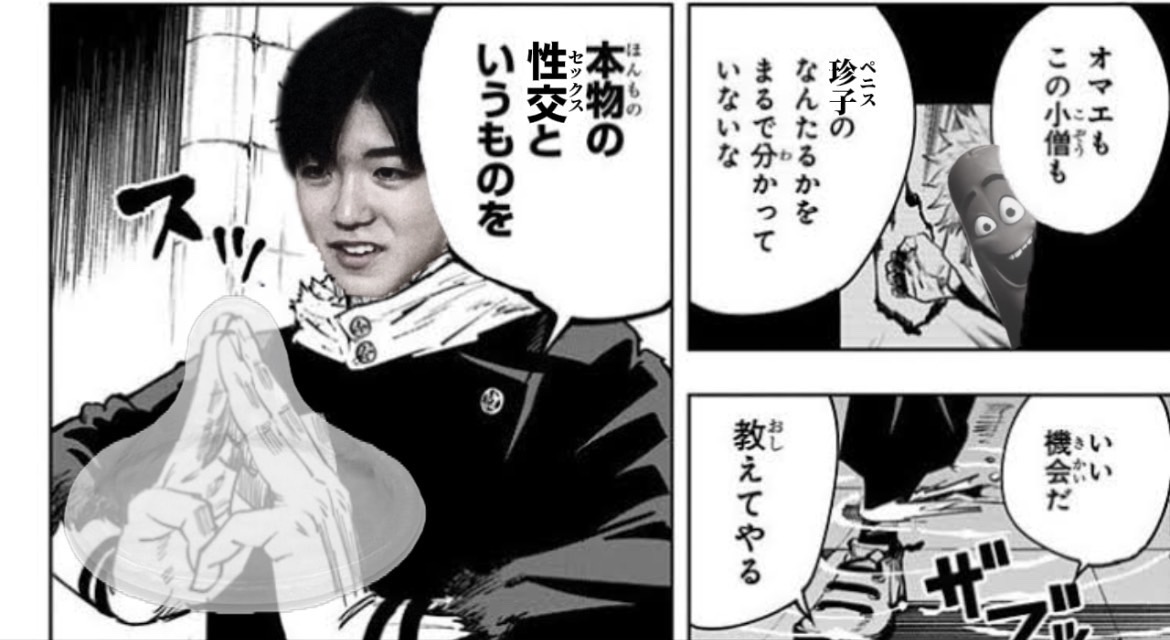 オマエも
この小僧も
珍子の
なんたるかを
まるで分かって
いないな
いい
機会だ
教えてやる
ザブッ
本物の
性交と
いうものを
スッ